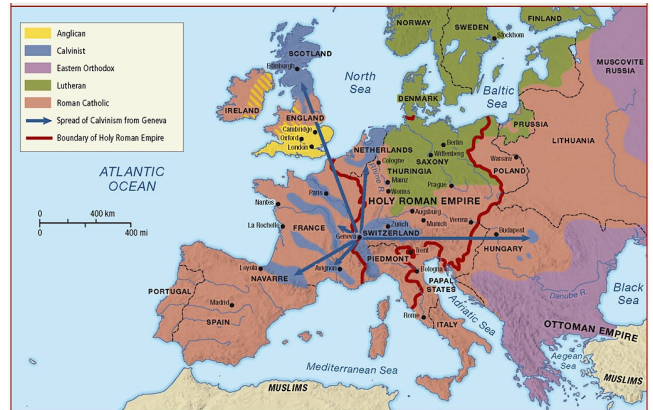 Anglican
Calvinist
Eastern Orthodox
Lutheran
Roman Catholic
Spread of Calvinism from Geneva
Boundary of Holy Roman Empire
NORWAY
SWEDEN
FINLAND
Stockholm
SCOTLAND
Edinburgh
North
Sea
Baltic
Sea
MUSCOVITE
RUSSIA
DENMARK
IRELAND
ENGLAND
Cambridge
Oxford
London
PRUSSIA
LITHUANIA
NETHERLANDS
Cologne
Rhine R.
Berlin
Wittenberg
SAXONY
THURINGIA
Warsaw
POLAND
ATLANTIC
OCEAN
Mainz
Worms
Prague
Paris
HOLY ROMAN EMPIRE
Nantes
Augsburg
Munich
Vienna
0
400 km
0
400 mi
La Rochelle
FRANCE
Geneva
Zurich
SWITZERLAND
Budapest
HUNGARY
Trent
PIEDMONT
Loyola
NAVARRE
Avignon
Bologna
PAPAL
STATES
Adriatic Sea
Danube R.
Black
Sea
PORTUGAL
Madrid
SPAIN
Rome
ITALY
OTTOMAN EMPIRE
Aegean
Sea
Mediterranean Sea
MUSLIMS
MUSLIMS